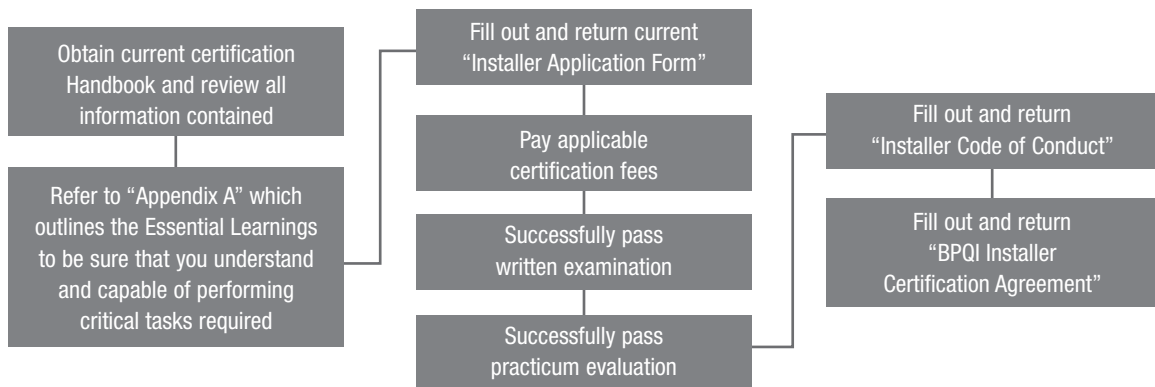 Obtain current certification
Handbook and review all
information contained
Refer to “Appendix A” which
outlines the Essential Learnings
to be sure that you understand
and capable of performing
critical tasks required
Fill out and return current
“Installer Application Form”
Pay applicable
certification fees
Successfully pass
written examination
Successfully pass
practicum evaluation
Fill out and return
“Installer Code of Conduct”
Fill out and return
“BPQI Installer
Certification Agreement”